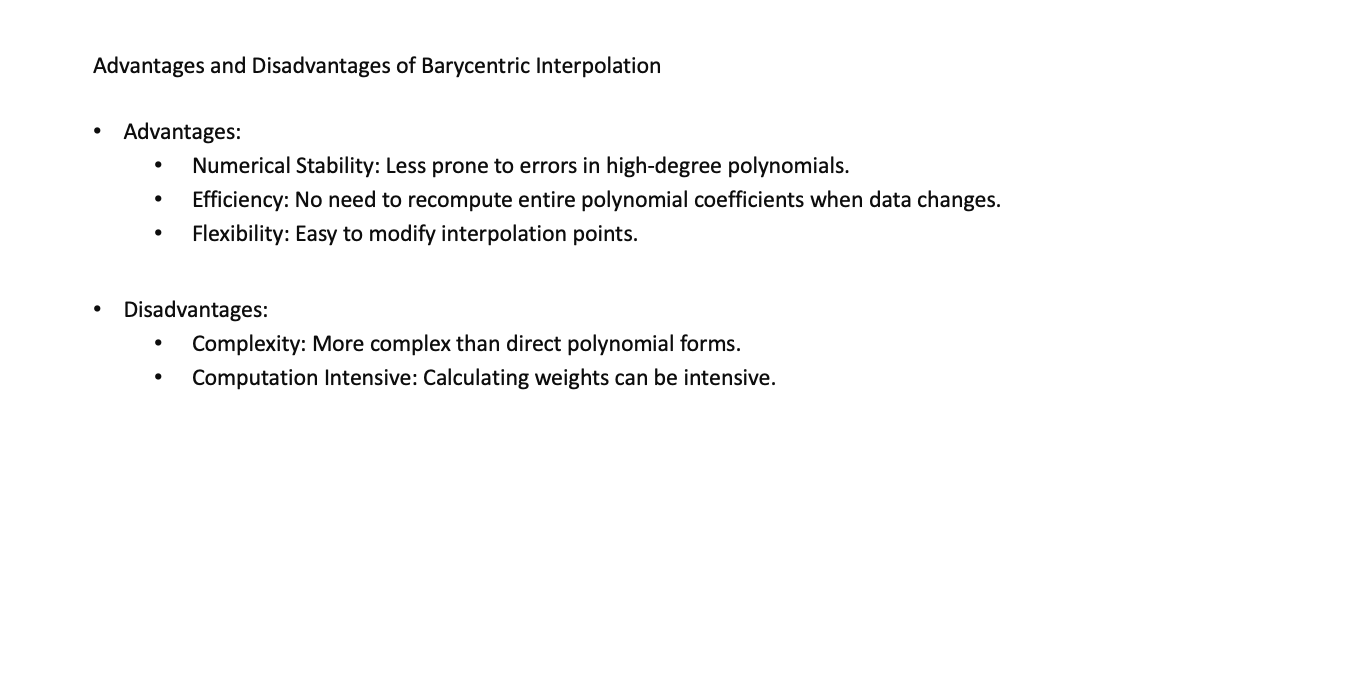 Advantages and Disadvantages of Barycentric Interpolation
• Advantages:
• Numerical Stability: Less prone to errors in high-degree polynomials.
• Efficiency: No need to recompute entire polynomial coefficients when data changes.
• Flexibility: Easy to modify interpolation points.
• Disadvantages:
• Complexity: More complex than direct polynomial forms.
• Computation Intensive: Calculating weights can be intensive.